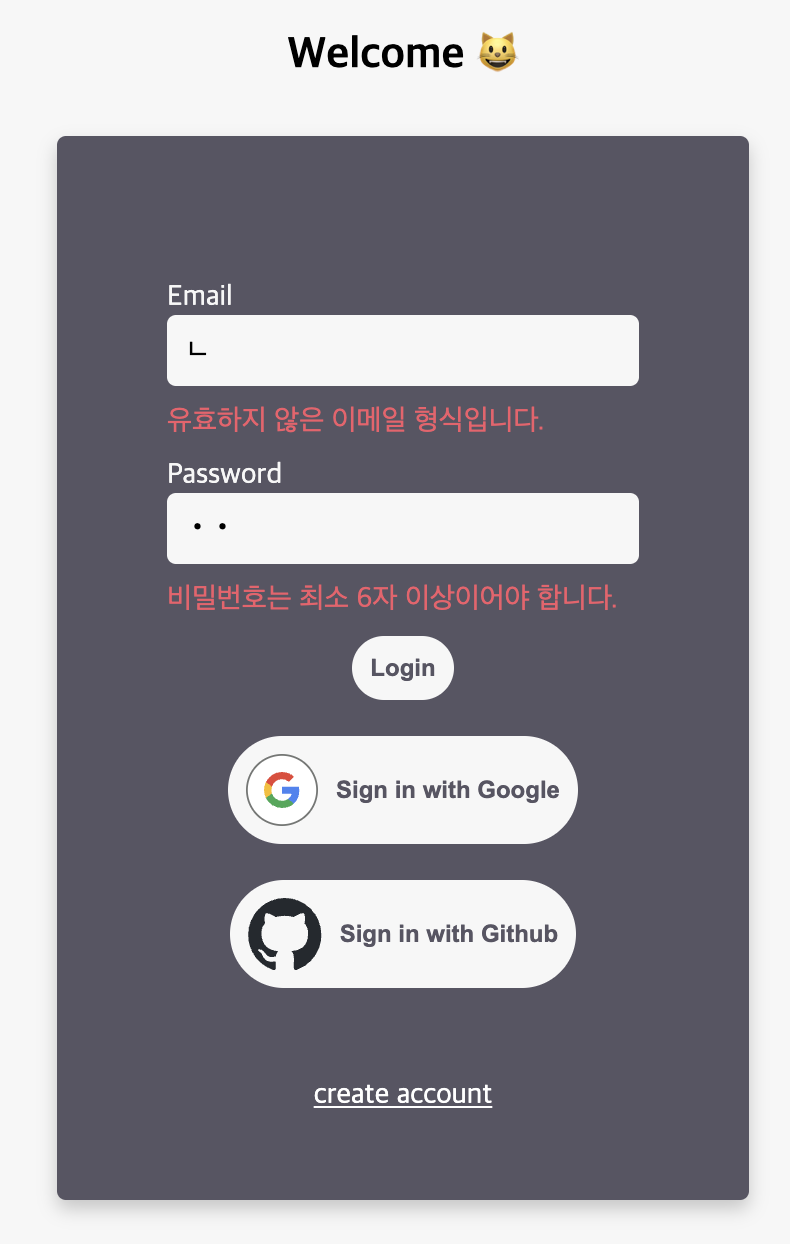 Welcome 😺
Email
ㄴ
유효하지 않은 이메일 형식입니다.
Password
••
비밀번호는 최소 6자 이상이어야 합니다.
Login
Sign in with Google
Sign in with Github
create account